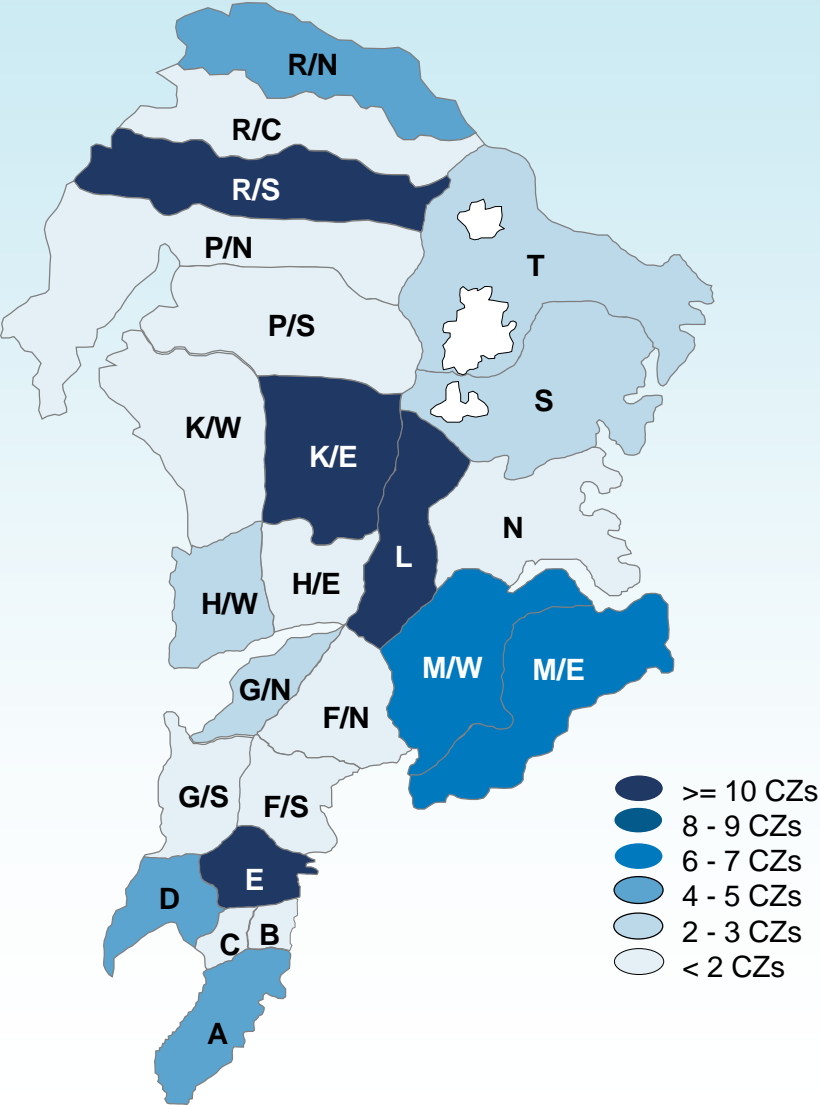 R/N
R/C
R/S
P/N
T
P/S
S
K/W
K/E
N
L
H/E
H/W
M/W
M/E
G/N
F/N
G/S
F/S
E
D
B
C
A
>= 10 CZs
8 - 9 CZs
6 - 7 CZs
4 - 5 CZs
2 - 3 CZs
< 2 CZs